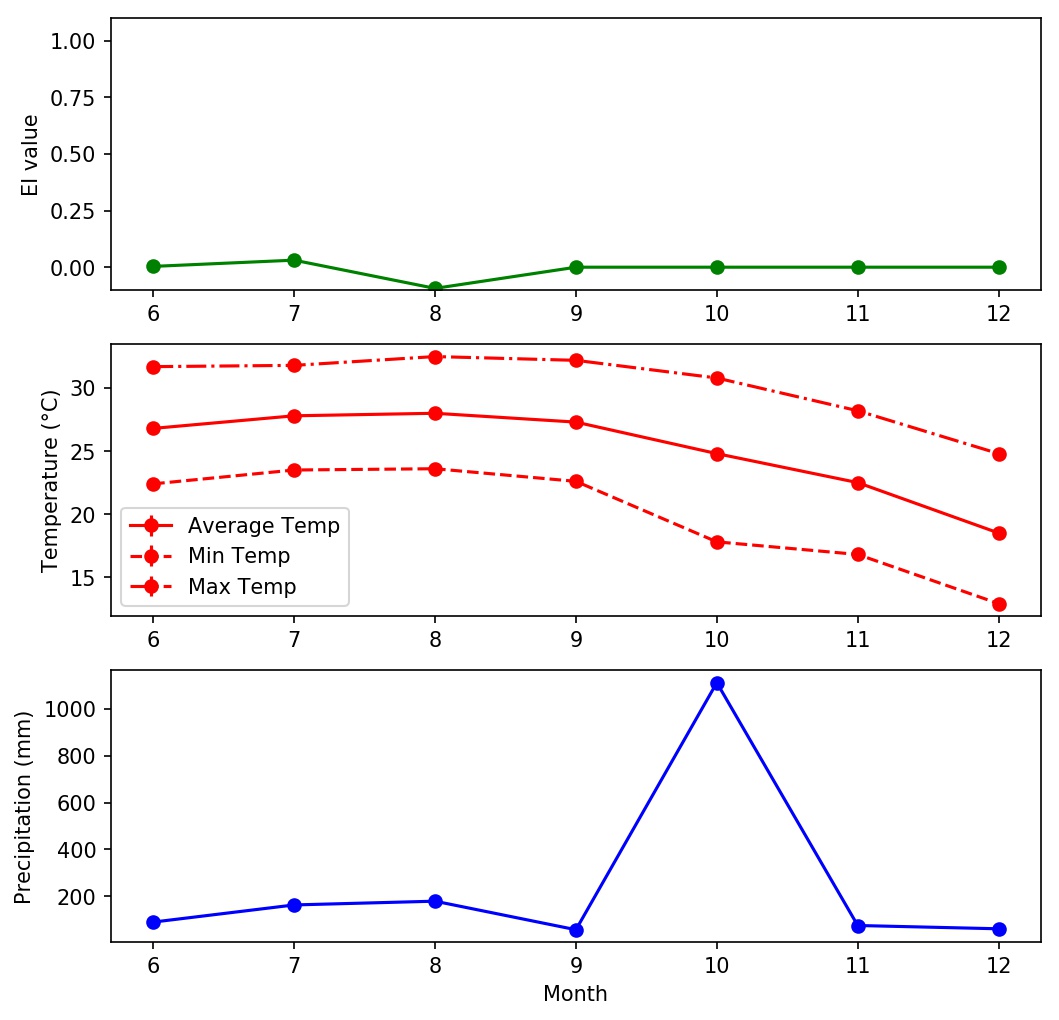 1.00
0.75
0.50
0.25
0.00
EI value
6 7 8 9 10 11 12
30
25
20
15
Temperature (°C)
Average Temp
Min Temp
Max Temp
6 7 8 9 10 11 12
1000
800
600
400
200
Precipitation (mm)
6 7 8 9 10 11 12
Month